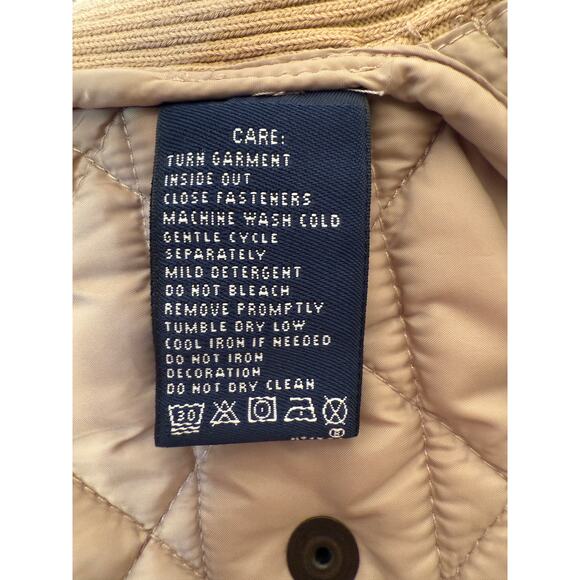 CARE:
TURN GARMENT
INSIDE OUT
CLOSE FASTENERS
MACHINE WASH COLD
GENTLE CYCLE
SEPARATELY
MILD DETERGENT
DO NOT BLEACH
REMOVE PROMPTLY
TUMBLE DRY LOW
COOL IRON IF NEEDED
DO NOT IRON
DECORATION
DO NOT DRY CLEAN
30